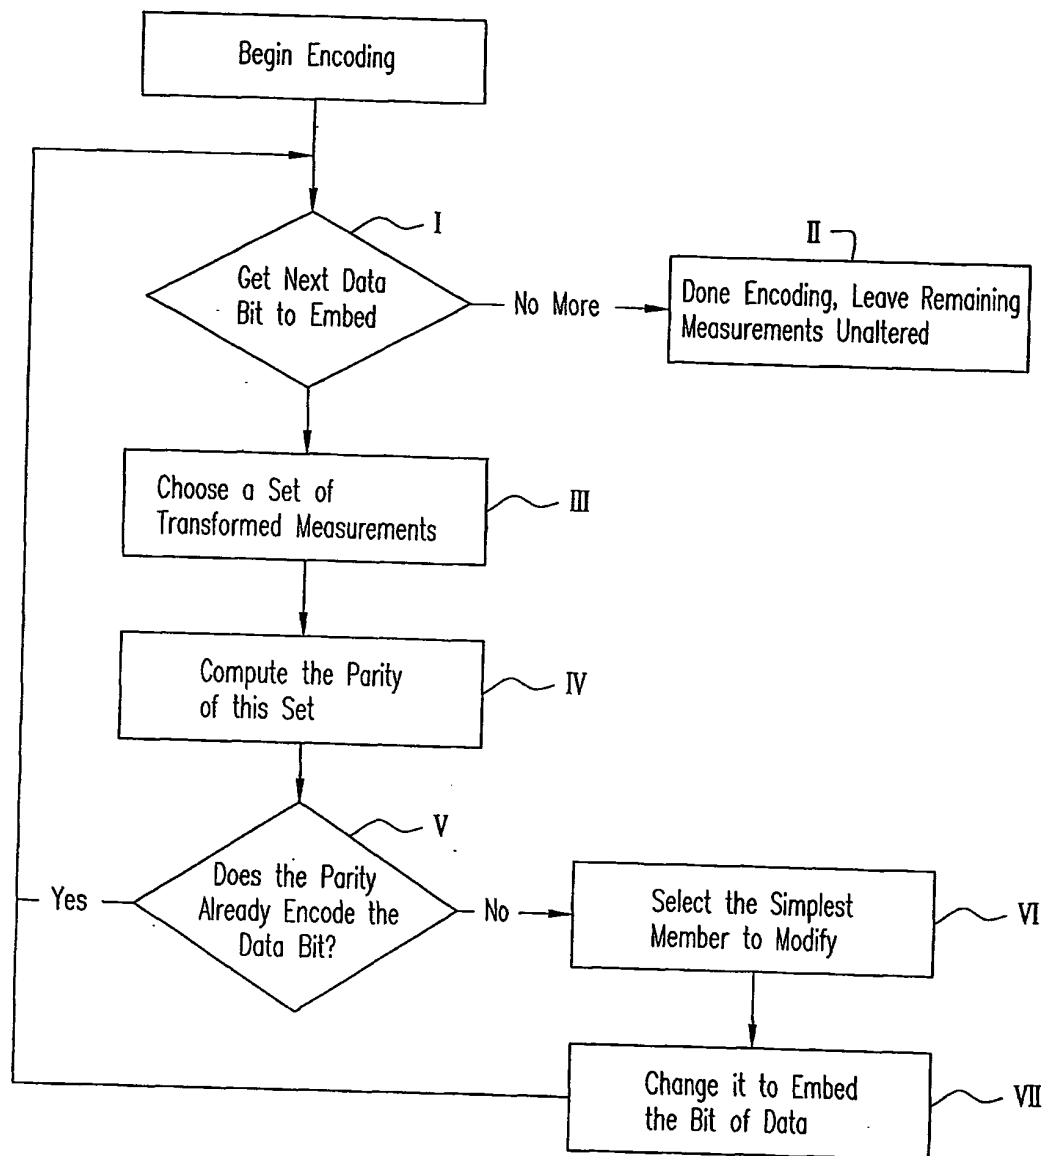 Begin Encoding
I
Get Next Data
Bit to Embed
No More
II
Done Encoding, Leave Remaining
Measurements Unaltered
Choose a Set of
Transformed Measurements
III
Compute the Parity
of this Set
IV
V
Does the Parity
Already Encode the
Data Bit?
Yes
No
Select the Simplest
Member to Modify
VI
Change it to Embed
the Bit of Data
VII